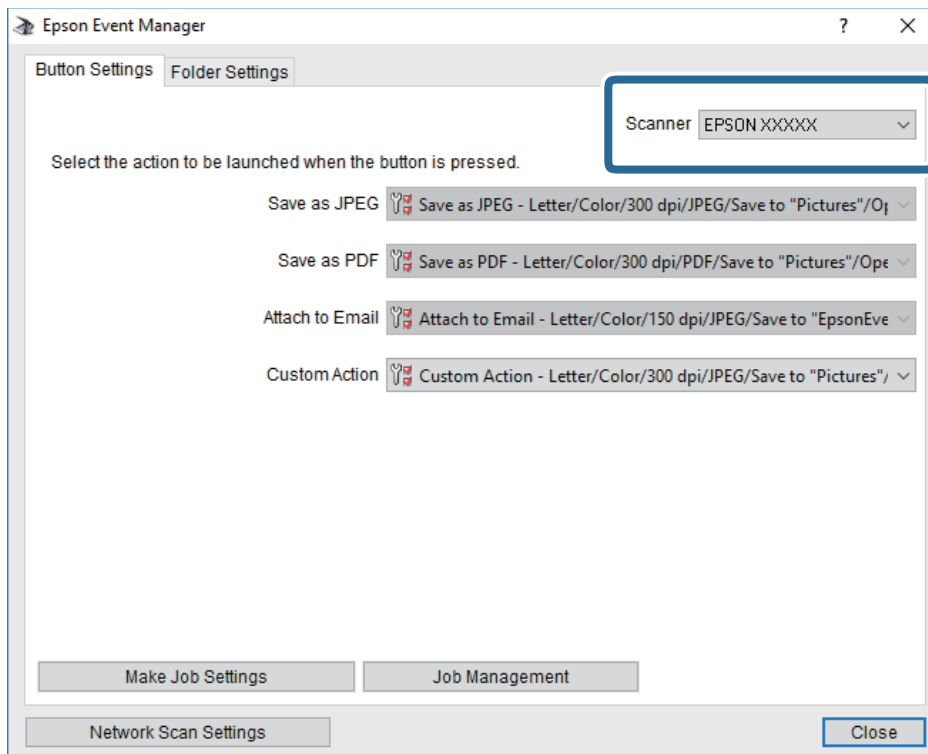 Epson Event Manager
Button Settings Folder Settings
Scanner EPSON XXXXX
Select the action to be launched when the button is pressed.
Save as JPEG Save as JPEG - Letter/Color/300 dpi/JPEG/Save to "Pictures"/Op
Save as PDF Save as PDF - Letter/Color/300 dpi/PDF/Save to "Pictures"/Ope
Attach to Email Attach to Email - Letter/Color/150 dpi/JPEG/Save to "EpsonEve
Custom Action Custom Action - Letter/Color/300 dpi/JPEG/Save to "Pictures"/
Make Job Settings Job Management
Network Scan Settings Close